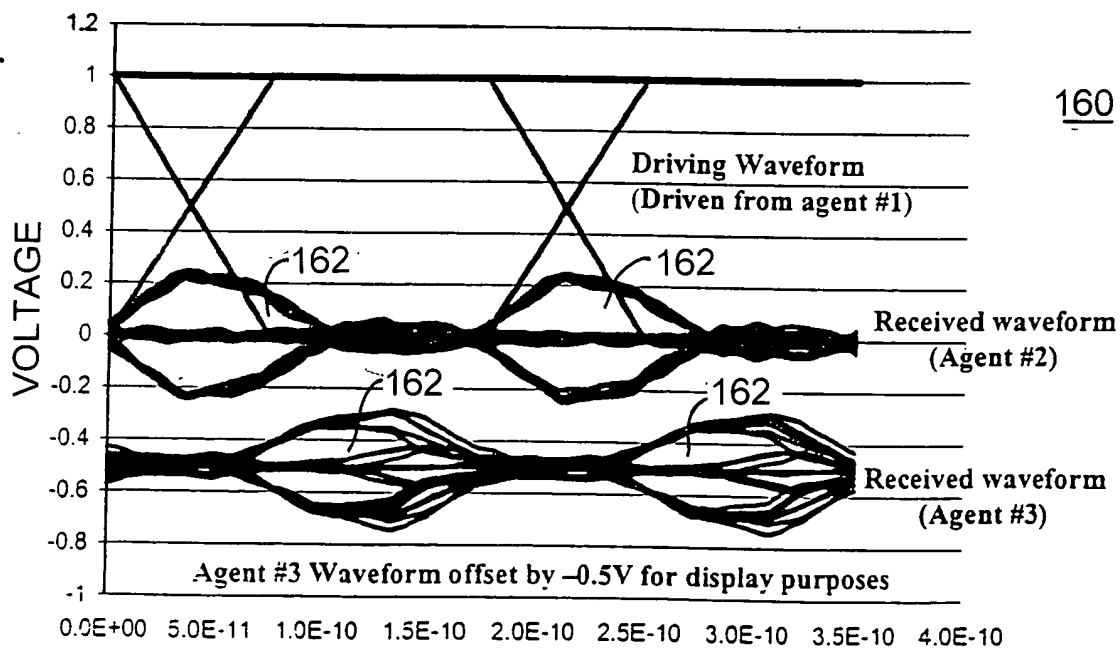 1.2
1
160
0.8
Driving Waveform
0.6
(Driven from agent #1)
0.4
VOLTAGE
162
162
0.2
0
Received waveform
(Agent #2)
-0.2
162
162
-0.4
Received waveform
-0.6
(Agent #3)
-0.8
Agent #3 Waveform offset by –0.5V for display purposes
-1
0.0E+00 5.0E-11 1.0E-10 1.5E-10 2.0E-10 2.5E-10 3.0E-10 3.5E-10 4.0E-10